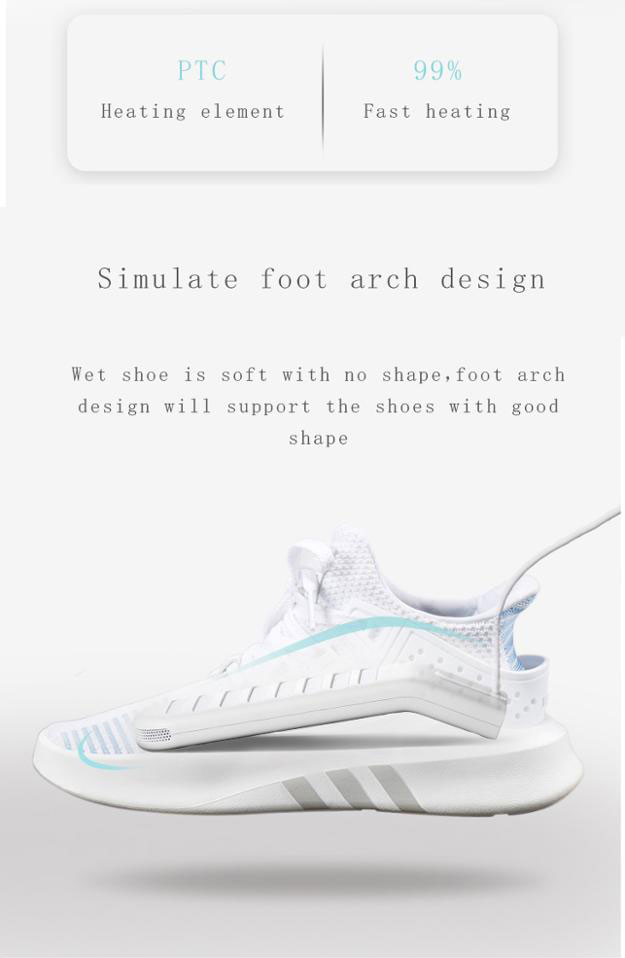 PTC
Heating element
99%
Fast heating
Simulate foot arch design
Wet shoe is soft with no shape,foot arch
design will support the shoes with good
shape